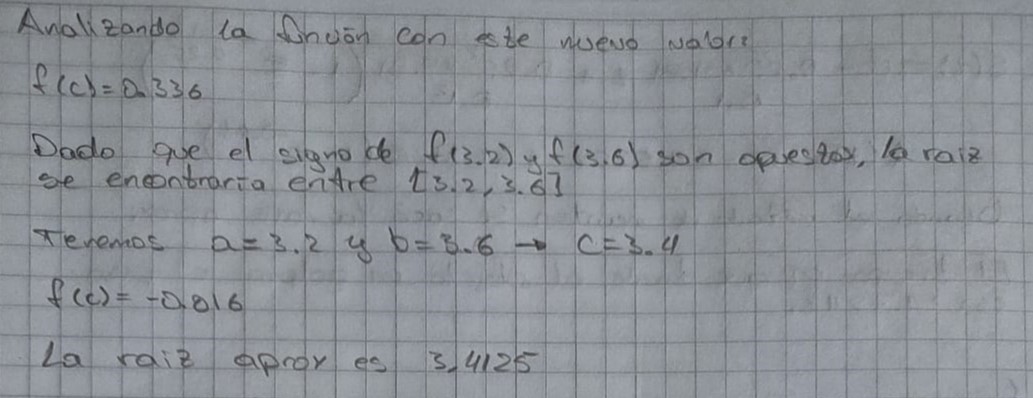 Analizando la función con este nuevo valor:
f(c)=0.336
Dado que el signo de f(3.2) y f(3.6) son opuestos, la raiz
se encontraria entre [3.2, 3.6]
Tenemos a=3.2 y b=3.6 → c=3.4
f(c)=-0.016
La raiz aprox es 3,4125